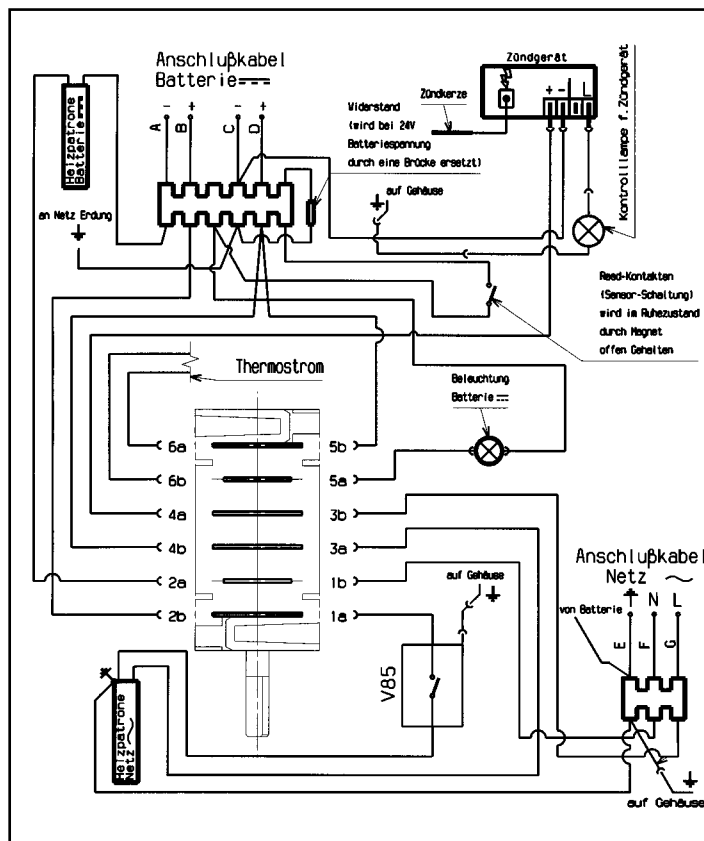 Anschlußkabel
Batterie
Zündgerät
Zündkerze
Widerstand
(wird bei 24V
Batteriespannung
durch eine Brücke ersetzt)
- + - +
A B C D
+ - L
Heizpatrone
Batterie
Kontrolllampe f. Zündgerät
an Netz Erdung
auf Gehäuse
Reed-Kontakten
(Sensor-Schaltung)
wird im Ruhezustand
durch Magnet
offen Gehalten
Thermostrom
Beleuchtung
Batterie
6a 5b
6b 5a
4a 3b
4b 3a
2a 1b
2b 1a
Anschlußkabel
Netz ~
auf Gehäuse
von Batterie
N L
E F G
V85
Heizpatrone
Netz ~
auf Gehäuse